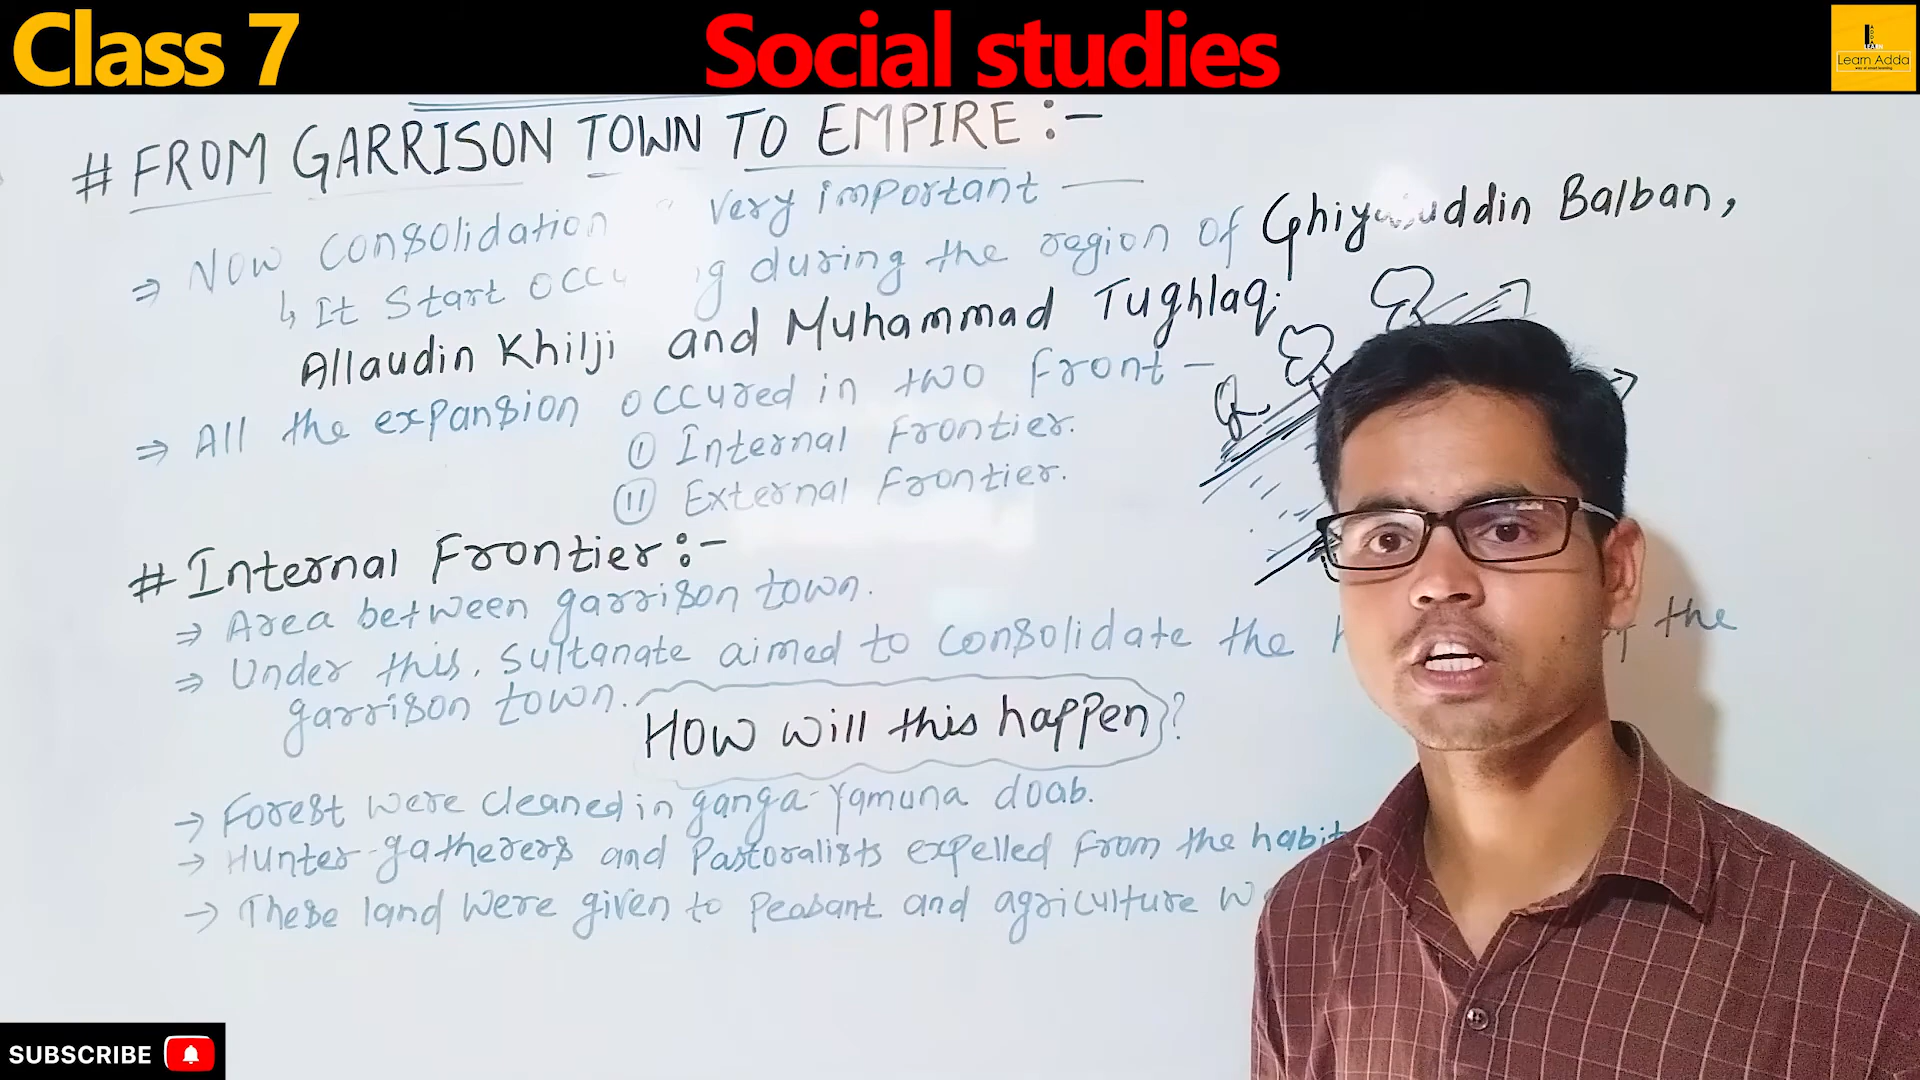 Class 7
Social studies
LEARN
Learn Adda
# FROM GARRISON TOWN TO EMPIRE :-
⇒ Now consolidation very important —
↳ It start during the region of Ghiyasuddin Balban,
Allaudin Khilji and Muhammad Tughlaq.
⇒ All the expansion occured in two front -
(I) Internal Frontier.
(II) External Frontier.
# Internal Frontier :-
⇒ Area between garrison town.
⇒ Under this, sultanate aimed to consolidate the the
garrison town.
How will this happen ?
→ Forest were cleaned in ganga-Yamuna doab.
→ Hunter-gatherers and Pastoralists expelled from the habit
→ These land were given to peasant and agriculture
SUBSCRIBE